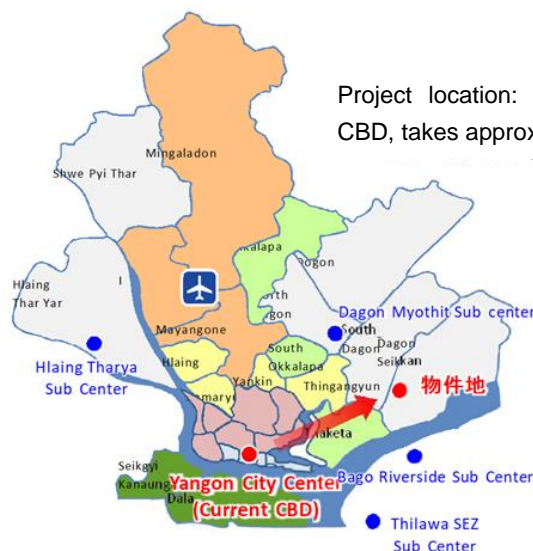 Project location:
CBD, takes approx
Mingaladon
Shwe Pyi Thar
Hlaing
Thar Yar
Mayangone
Hlaing Tharya
Sub Center
Hlaing
Yankin
South
Okkalapa
Thingangyun
Dagon Myothit Sub center
South
Dagon
Dagon
Seikkan
物件地
Seikgyi
Kanaung
Dala
Yangon City Center
(Current CBD)
Bago Riverside Sub Center
Thilawa SEZ
Sub Center